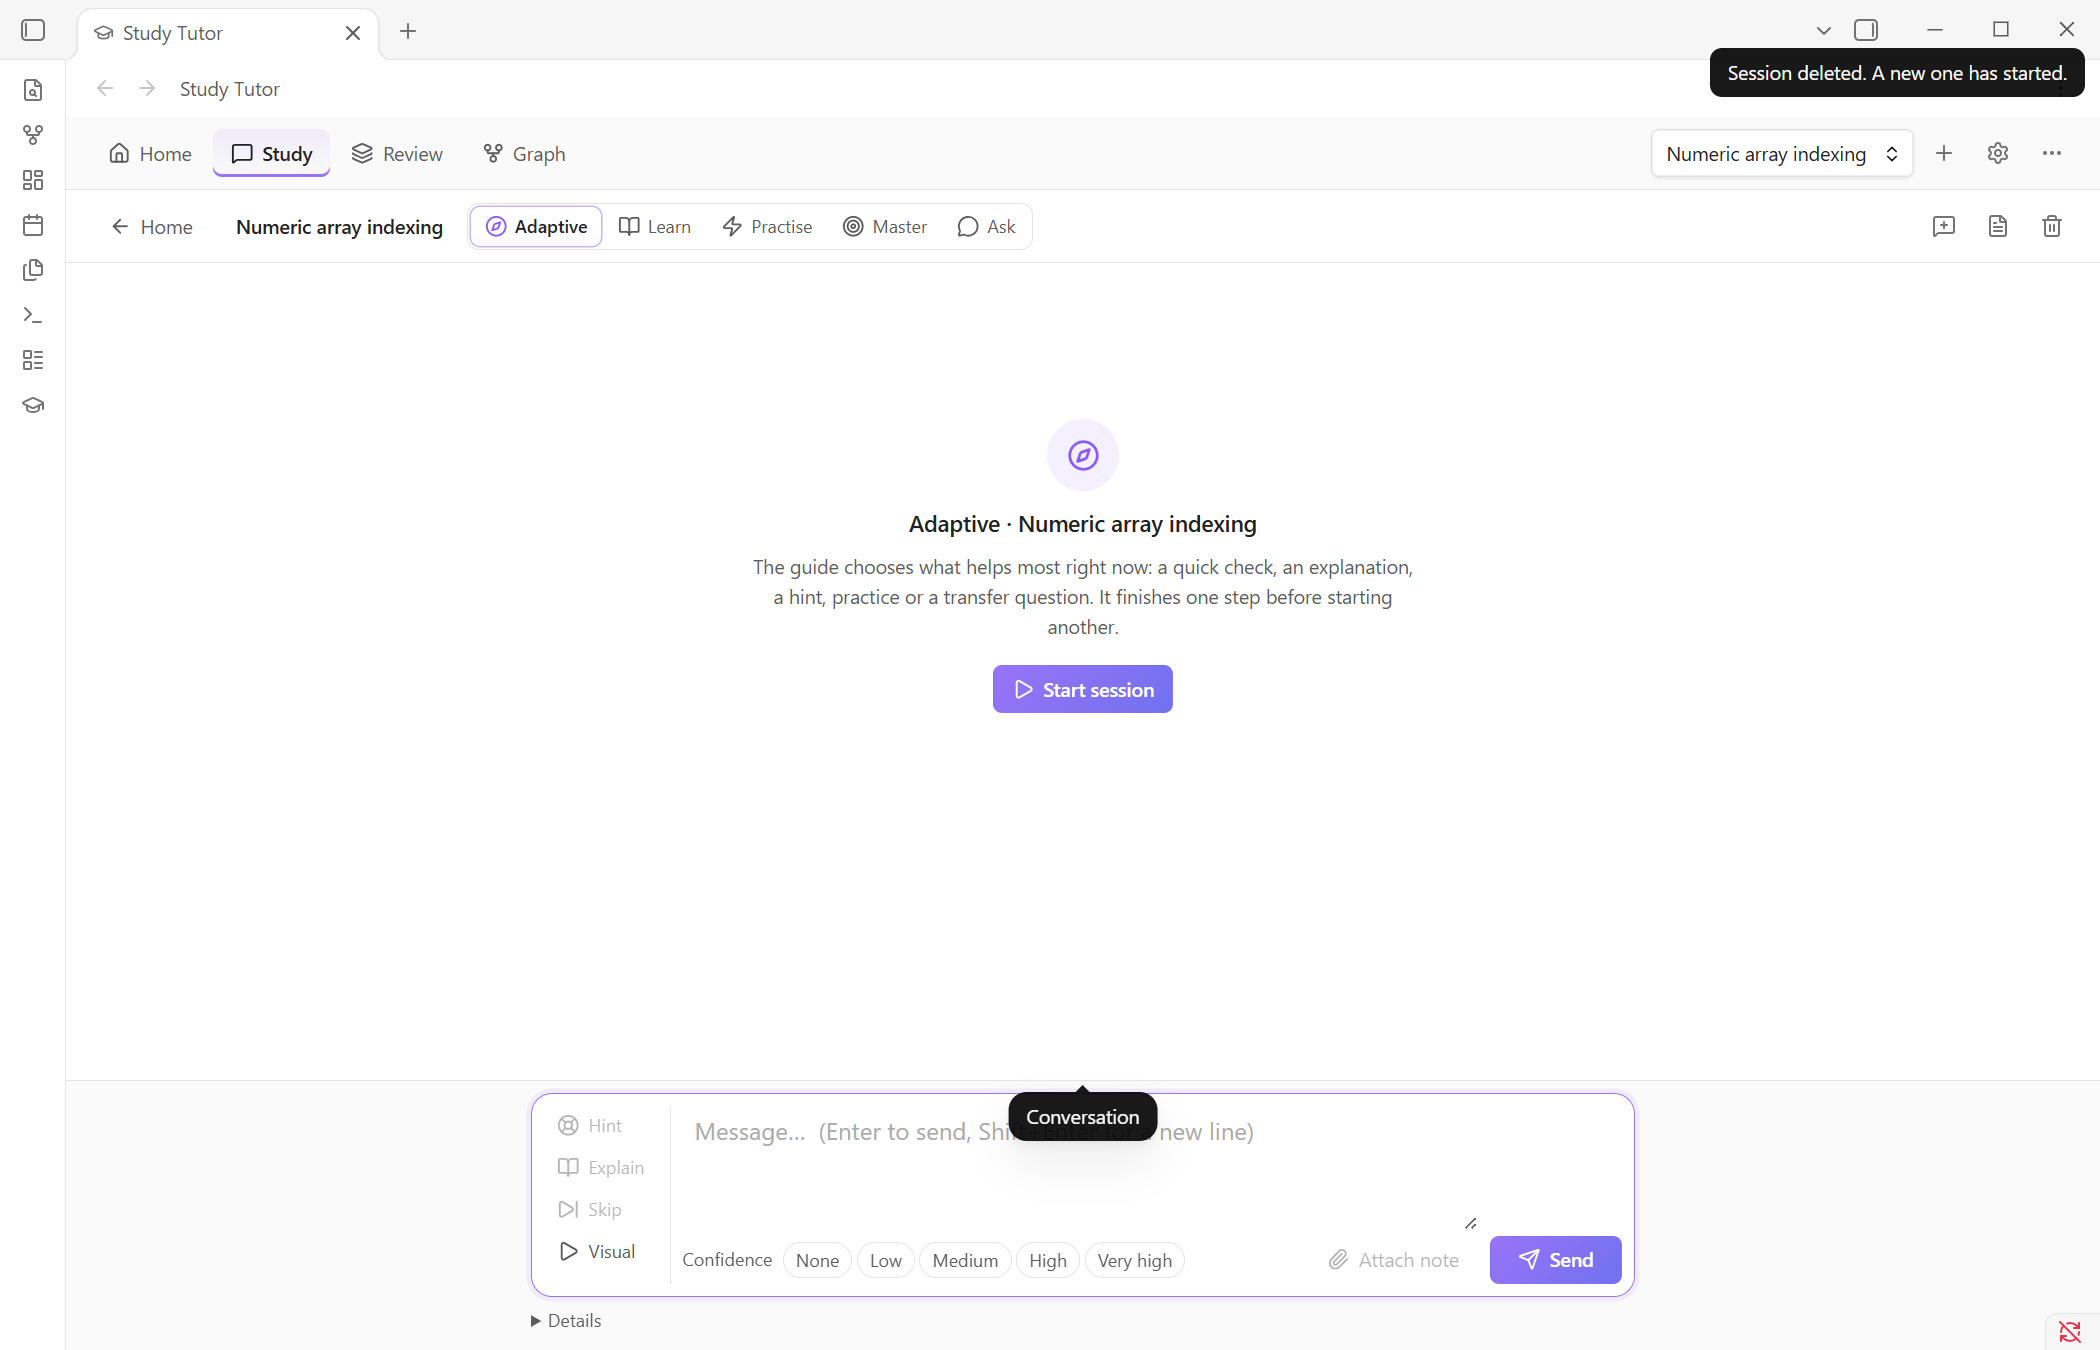 Study Tutor
Session deleted. A new one has started.
Study Tutor
Home
Study
Review
Graph
Numeric array indexing
Home
Numeric array indexing
Adaptive
Learn
Practise
Master
Ask
Adaptive · Numeric array indexing
The guide chooses what helps most right now: a quick check, an explanation,
a hint, practice or a transfer question. It finishes one step before starting
another.
Start session
Conversation
Hint
Message... (Enter to send, Shift+Enter for a new line)
Explain
Skip
Visual
Confidence
None
Low
Medium
High
Very high
Attach note
Send
Details